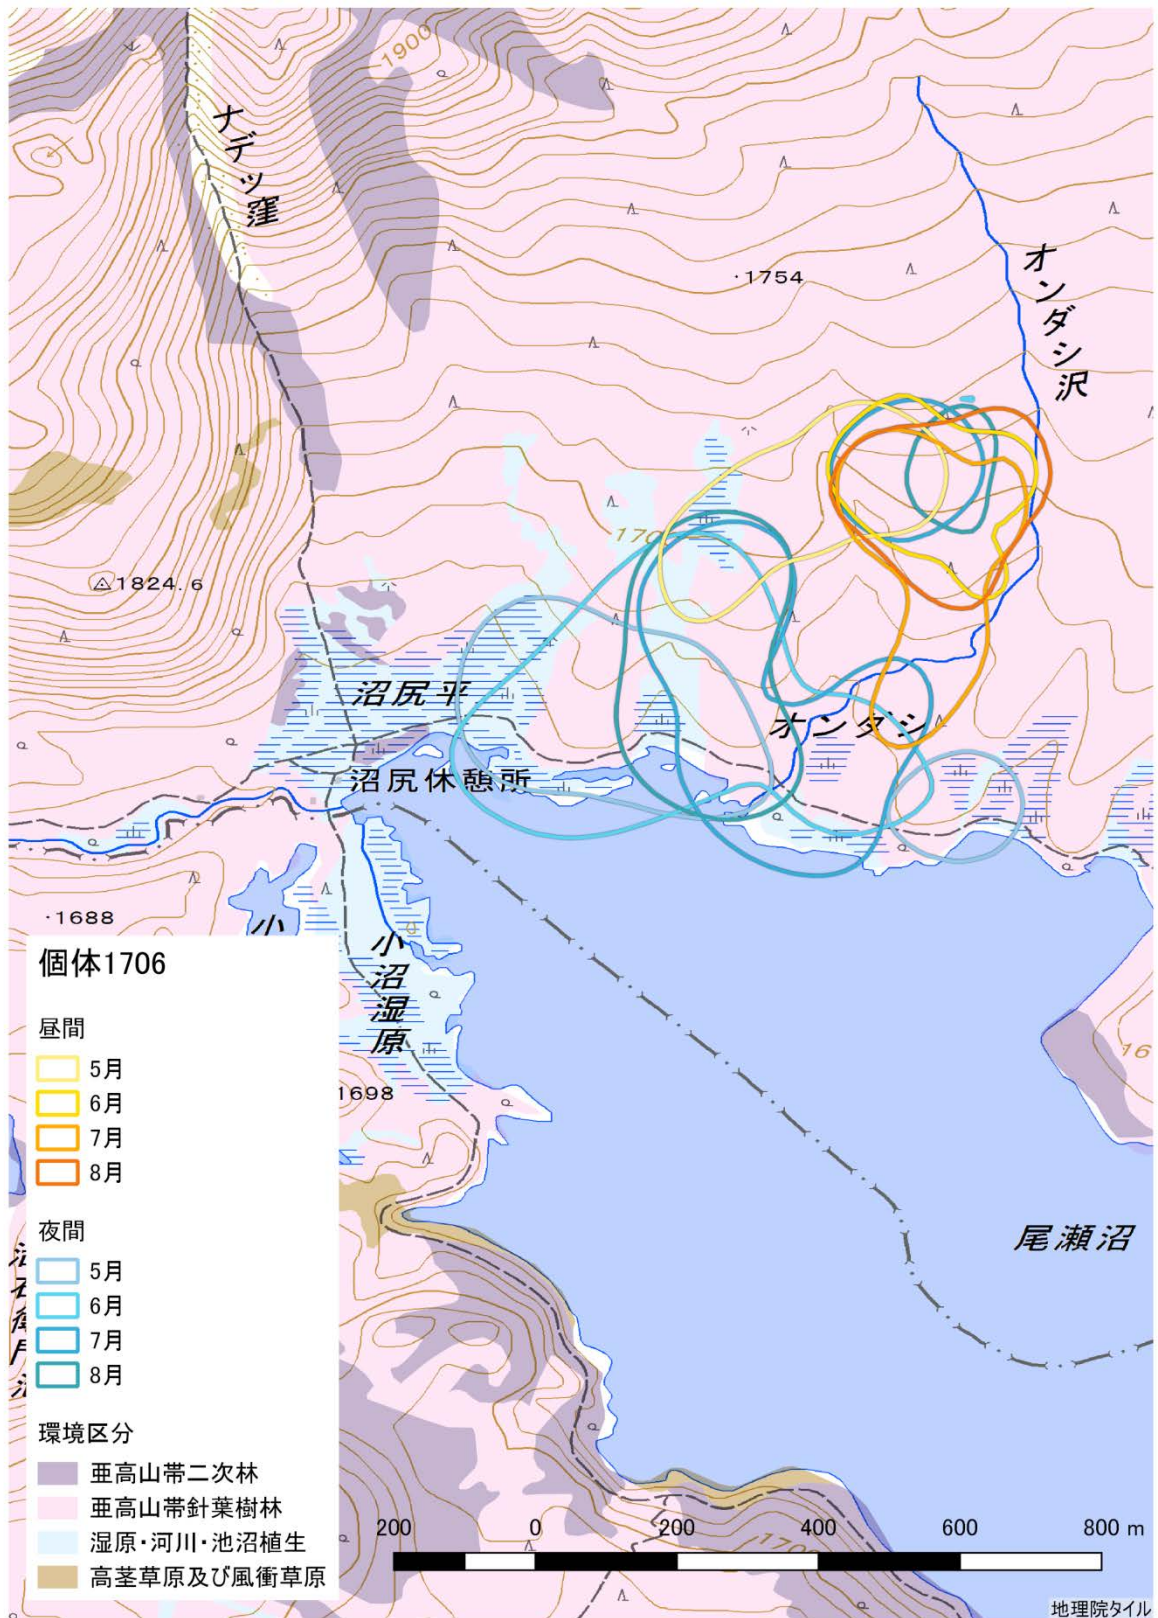 1900
ナデッ窪
・1754
オンダシ沢
170
1824.6
沼尻平
オンダシ
沼尻休憩所
・1688
小
小沼湿原
16
1698
個体1706
昼間
5月
6月
7月
8月
夜間
5月
6月
7月
8月
環境区分
亜高山帯二次林
亜高山帯針葉樹林
湿原・河川・池沼植生
高茎草原及び風衝草原
尾瀬沼
200 0 200 400 600 800 m
1700
地理院タイル